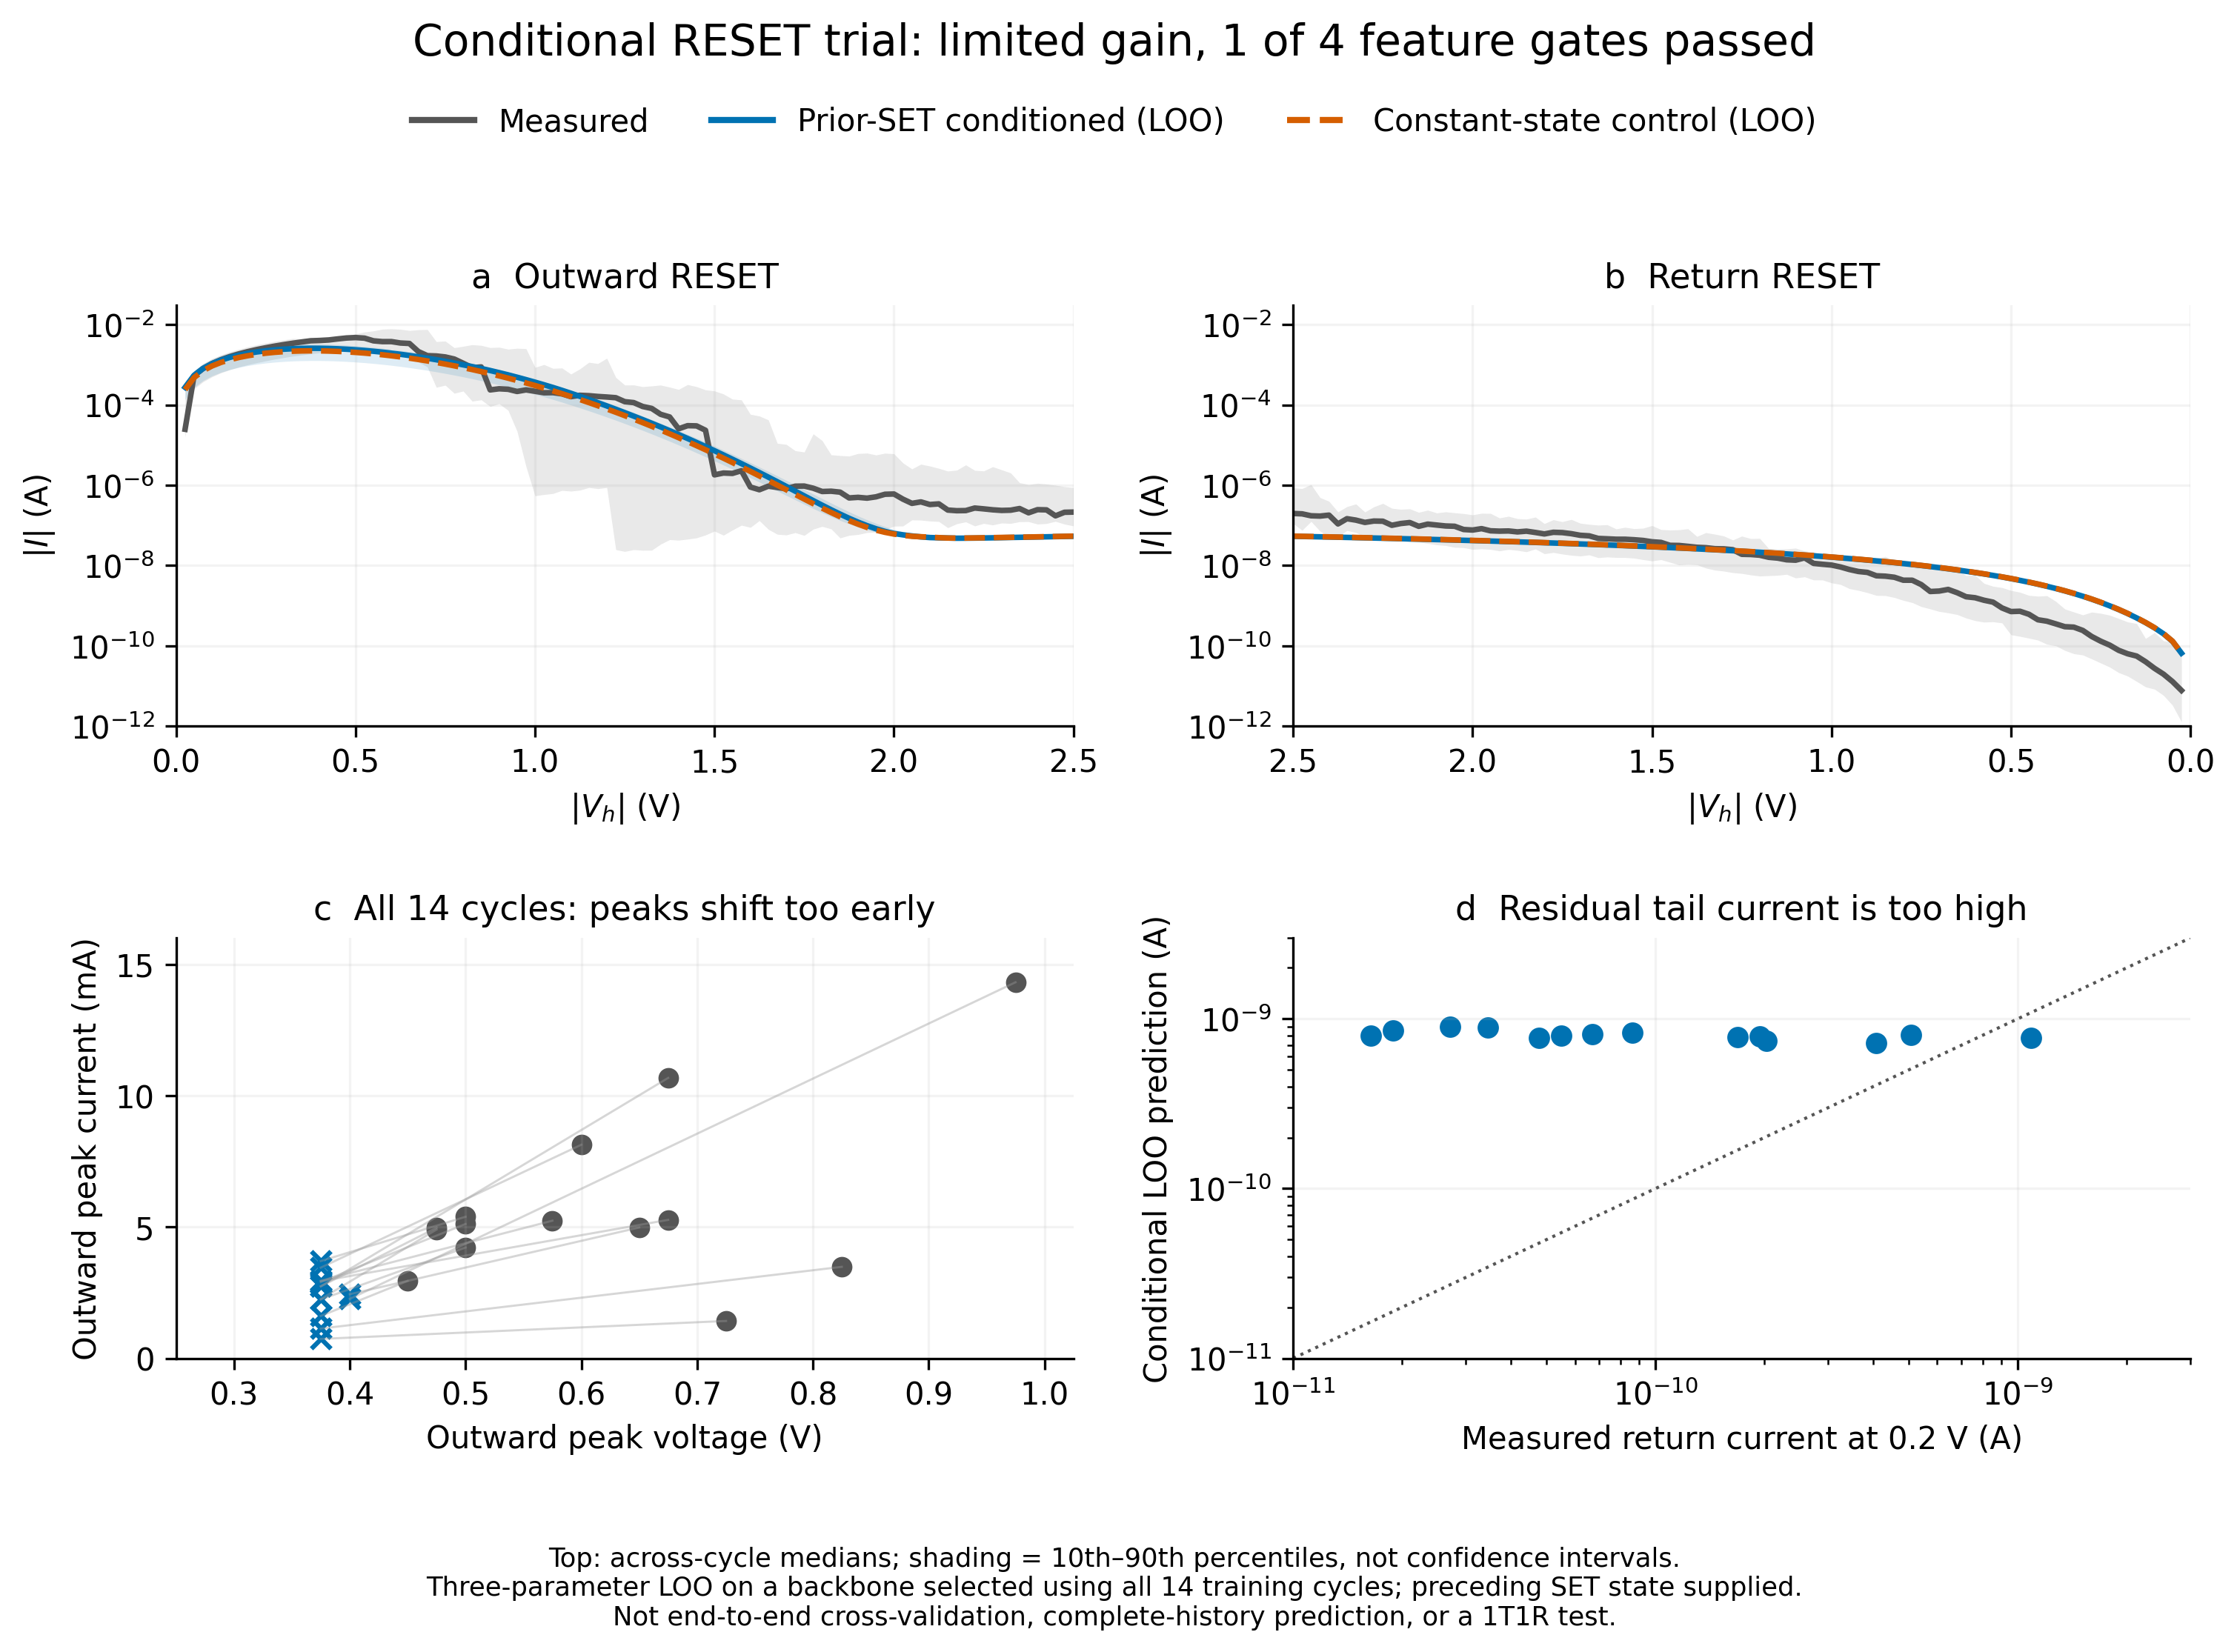 Conditional RESET trial: limited gain, 1 of 4 feature gates passed
Measured
Prior-SET conditioned (LOO)
Constant-state control (LOO)
a Outward RESET
|I| (A)
10⁻²
10⁻⁴
10⁻⁶
10⁻⁸
10⁻¹⁰
10⁻¹²
0.0 0.5 1.0 1.5 2.0 2.5
|Vₕ| (V)
b Return RESET
|I| (A)
10⁻²
10⁻⁴
10⁻⁶
10⁻⁸
10⁻¹⁰
10⁻¹²
2.5 2.0 1.5 1.0 0.5 0.0
|Vₕ| (V)
c All 14 cycles: peaks shift too early
Outward peak current (mA)
15
10
5
0
0.3 0.4 0.5 0.6 0.7 0.8 0.9 1.0
Outward peak voltage (V)
d Residual tail current is too high
Conditional LOO prediction (A)
10⁻⁹
10⁻¹⁰
10⁻¹¹
10⁻¹¹ 10⁻¹⁰ 10⁻⁹
Measured return current at 0.2 V (A)
Top: across-cycle medians; shading = 10th–90th percentiles, not confidence intervals.
Three-parameter LOO on a backbone selected using all 14 training cycles; preceding SET state supplied.
Not end-to-end cross-validation, complete-history prediction, or a 1T1R test.